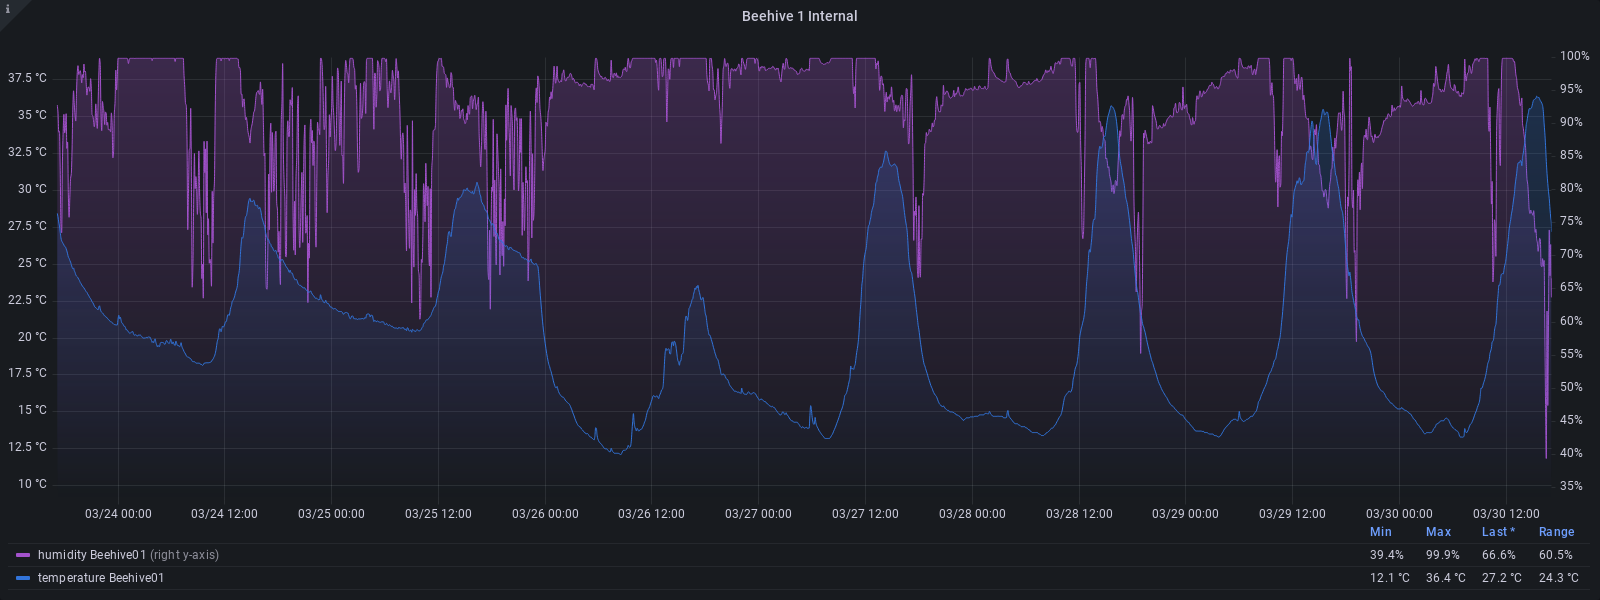 i
Beehive 1 Internal
37.5 °C
35 °C
32.5 °C
30 °C
27.5 °C
25 °C
22.5 °C
20 °C
17.5 °C
15 °C
12.5 °C
10 °C
100%
95%
90%
85%
80%
75%
70%
65%
60%
55%
50%
45%
40%
35%
03/24 00:00 03/24 12:00 03/25 00:00 03/25 12:00 03/26 00:00 03/26 12:00 03/27 00:00 03/27 12:00 03/28 00:00 03/28 12:00 03/29 00:00 03/29 12:00 03/30 00:00 03/30 12:00
Min Max Last * Range
humidity Beehive01 (right y-axis) 39.4% 99.9% 66.6% 60.5%
temperature Beehive01 12.1 °C 36.4 °C 27.2 °C 24.3 °C